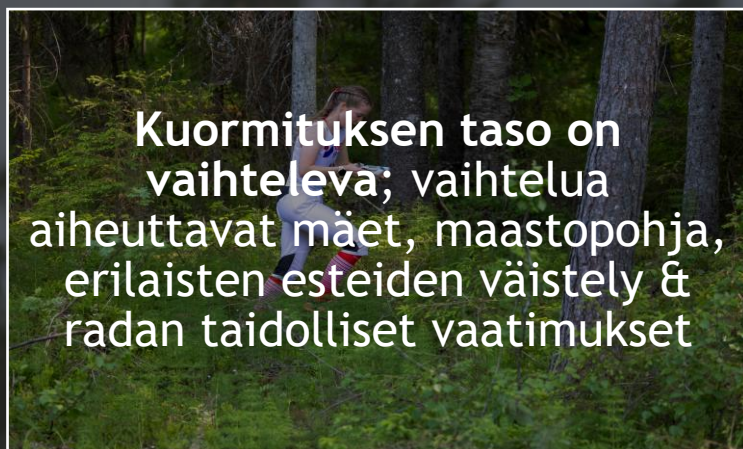 Kuormituksen taso on
vaihteleva; vaihtelua
aiheuttavat mäet, maastopohja,
erilaisten esteiden väistely &
radan taidolliset vaatimukset